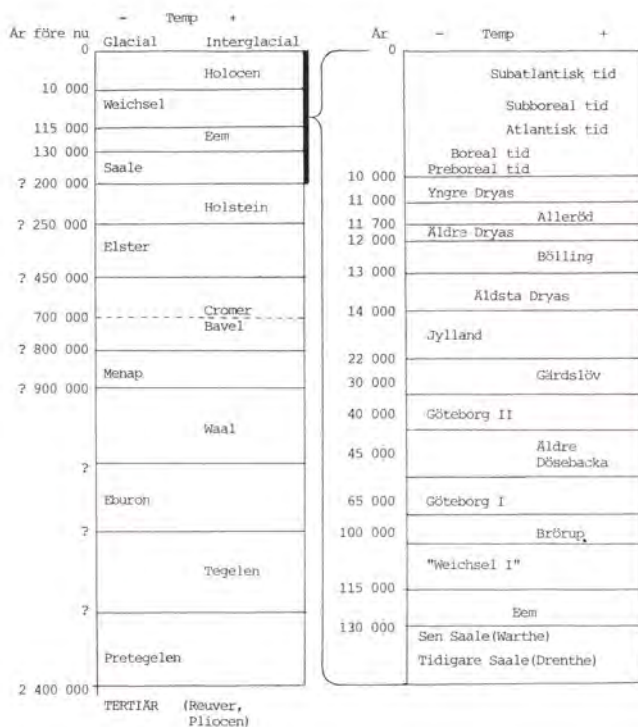 - Temp +
År före nu
Glacial Interglacial
0
Holocen
10 000
Weichsel
115 000
Eem
130 000
Saale
? 200 000
Holstein
? 250 000
Elster
? 450 000
Cromer
700 000
Bavel
? 800 000
Menap
? 900 000
Waal
?
Eburon
?
Tegelen
?
Pretegelen
2 400 000
TERTIÄR (Reuver,
Pliocen)
År - Temp +
0
Subatlantisk tid
Subboreal tid
Atlantisk tid
Boreal tid
Preboreal tid
10 000
Yngre Dryas
11 000
Alleröd
11 700
Äldre Dryas
12 000
Bölling
13 000
Äldsta Dryas
14 000
Jylland
22 000
Gärdslöv
30 000
40 000 Göteborg II
Äldre
45 000
Dösebacka
65 000 Göteborg I
100 000 Brörup
"Weichsel I"
115 000
Eem
130 000
Sen Saale(Warthe)
Tidigare Saale(Drenthe)